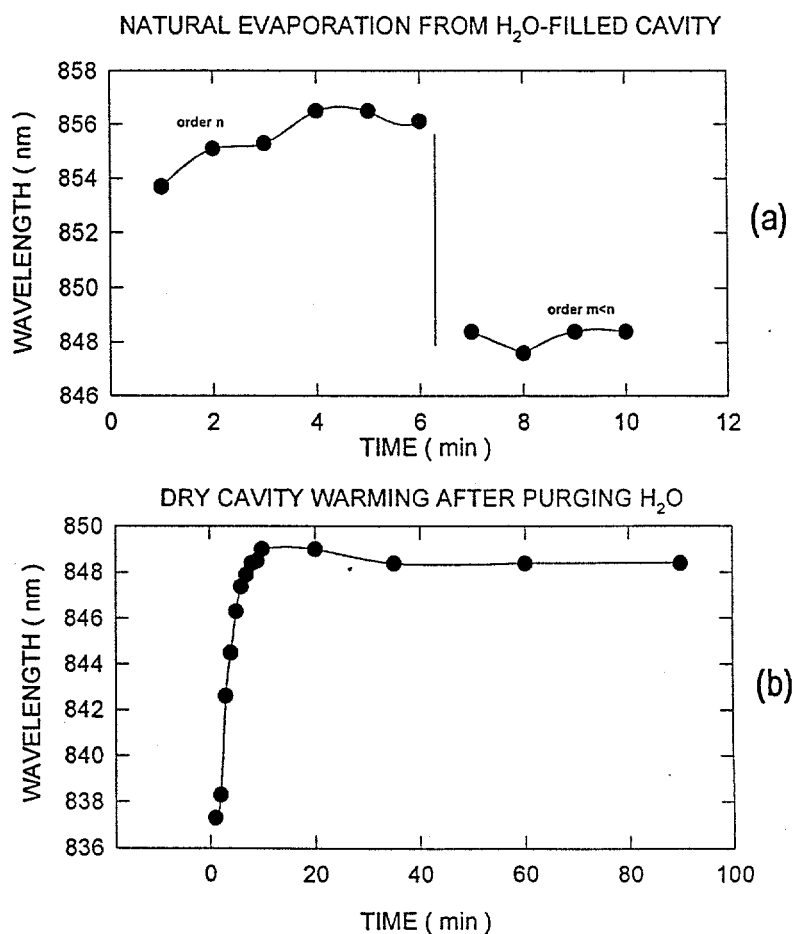 NATURAL EVAPORATION FROM H₂O-FILLED CAVITY
858
856
854
852
850
848
846
WAVELENGTH ( nm )
order n
order m<n
(a)
0 2 4 6 8 10 12
TIME ( min )
DRY CAVITY WARMING AFTER PURGING H₂O
850
848
846
844
842
840
838
836
WAVELENGTH ( nm )
(b)
0 20 40 60 80 100
TIME ( min )